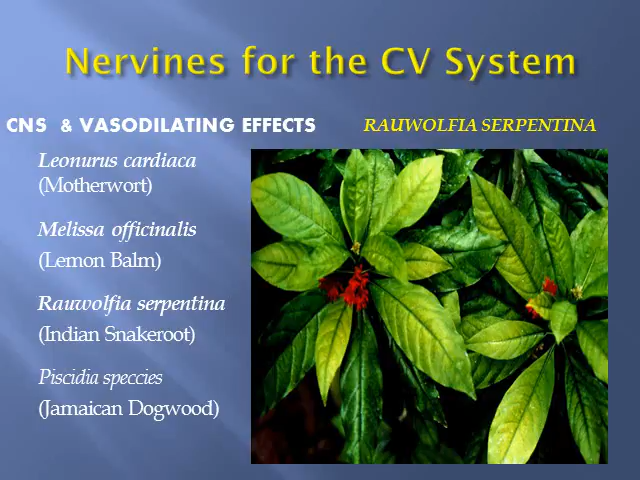 Nervines for the CV System
CNS & VASODILATING EFFECTS
RAUWOLFIA SERPENTINA
Leonurus cardiaca
(Motherwort)
Melissa officinalis
(Lemon Balm)
Rauwolfia serpentina
(Indian Snakeroot)
Piscidia speccies
(Jamaican Dogwood)